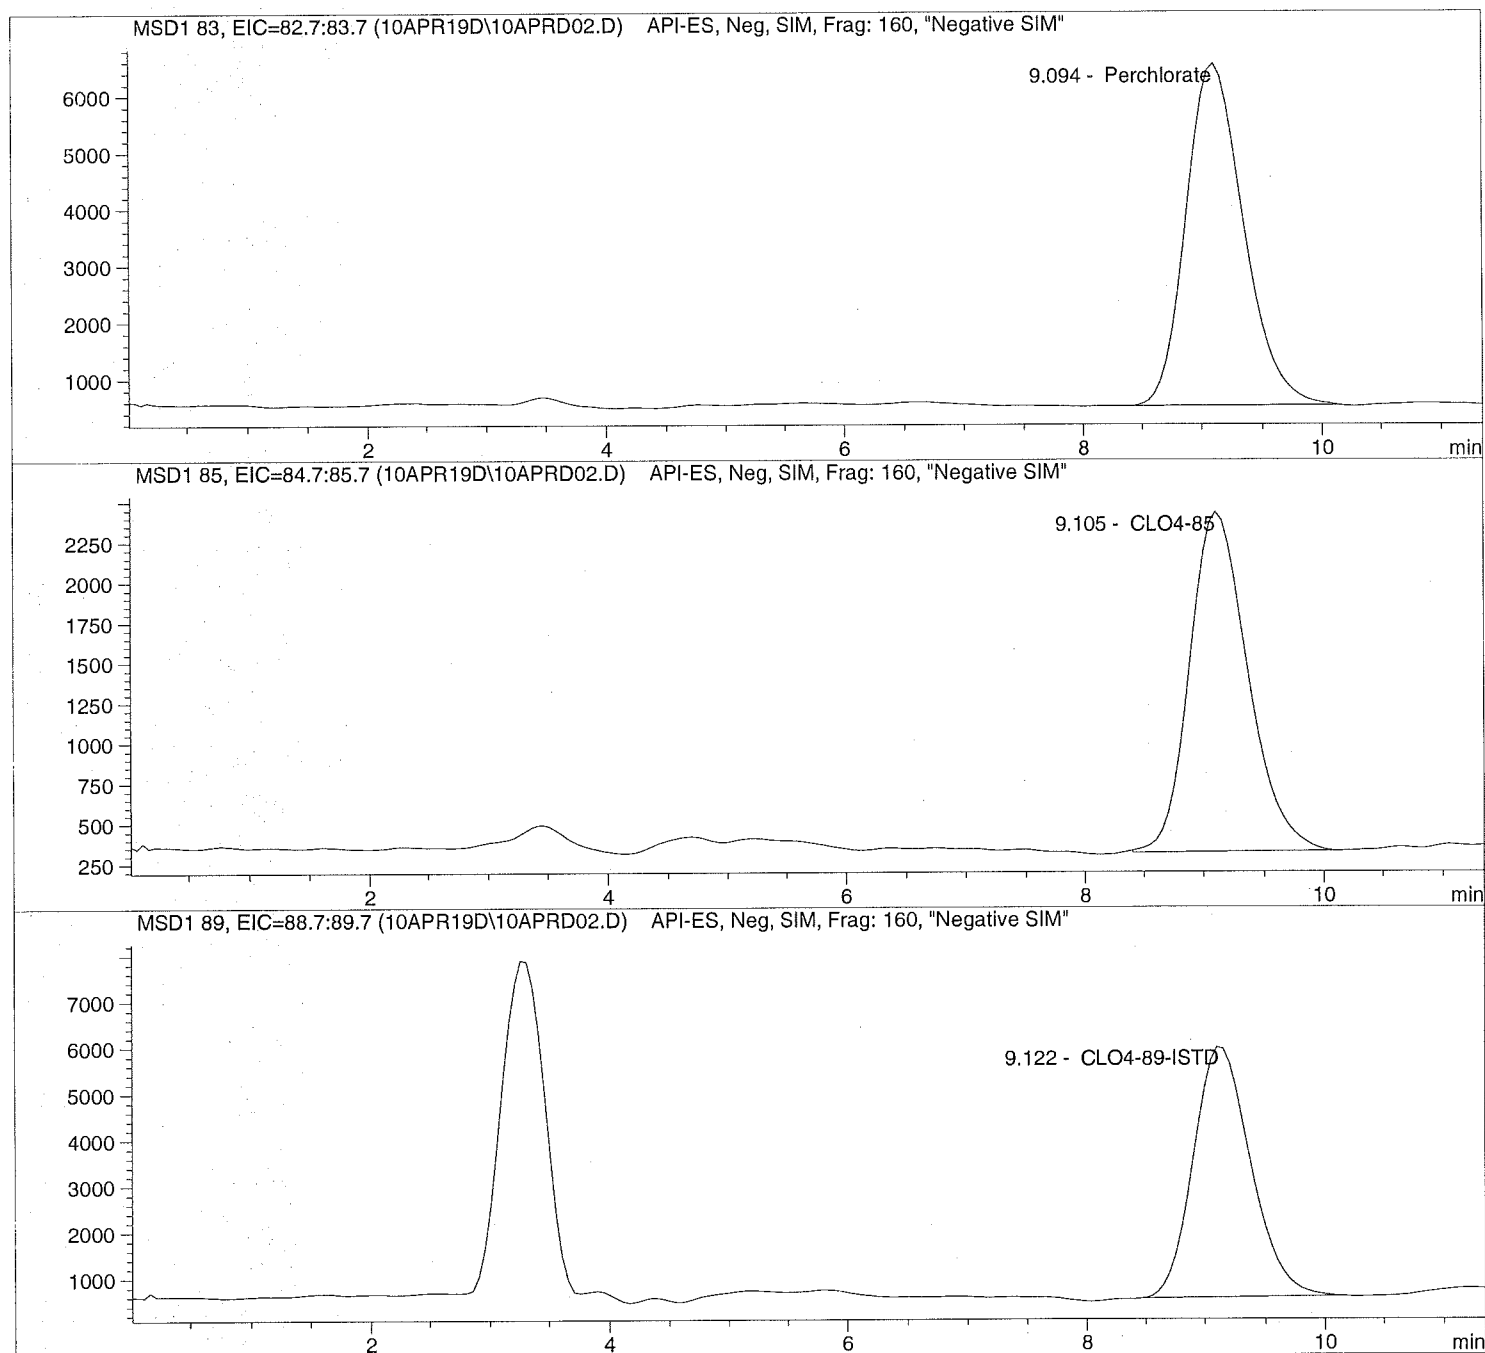 MSD1 83, EIC=82.7:83.7 (10APR19D\10APRD02.D) API-ES, Neg, SIM, Frag: 160, "Negative SIM"
9.094 - Perchlorate
6000
5000
4000
3000
2000
1000
2 4 6 8 10 min
MSD1 85, EIC=84.7:85.7 (10APR19D\10APRD02.D) API-ES, Neg, SIM, Frag: 160, "Negative SIM"
9.105 - CLO4-85
2250
2000
1750
1500
1250
1000
750
500
250
2 4 6 8 10 min
MSD1 89, EIC=88.7:89.7 (10APR19D\10APRD02.D) API-ES, Neg, SIM, Frag: 160, "Negative SIM"
7000
6000
9.122 - CLO4-89-ISTD
5000
4000
3000
2000
1000
2 4 6 8 10 min